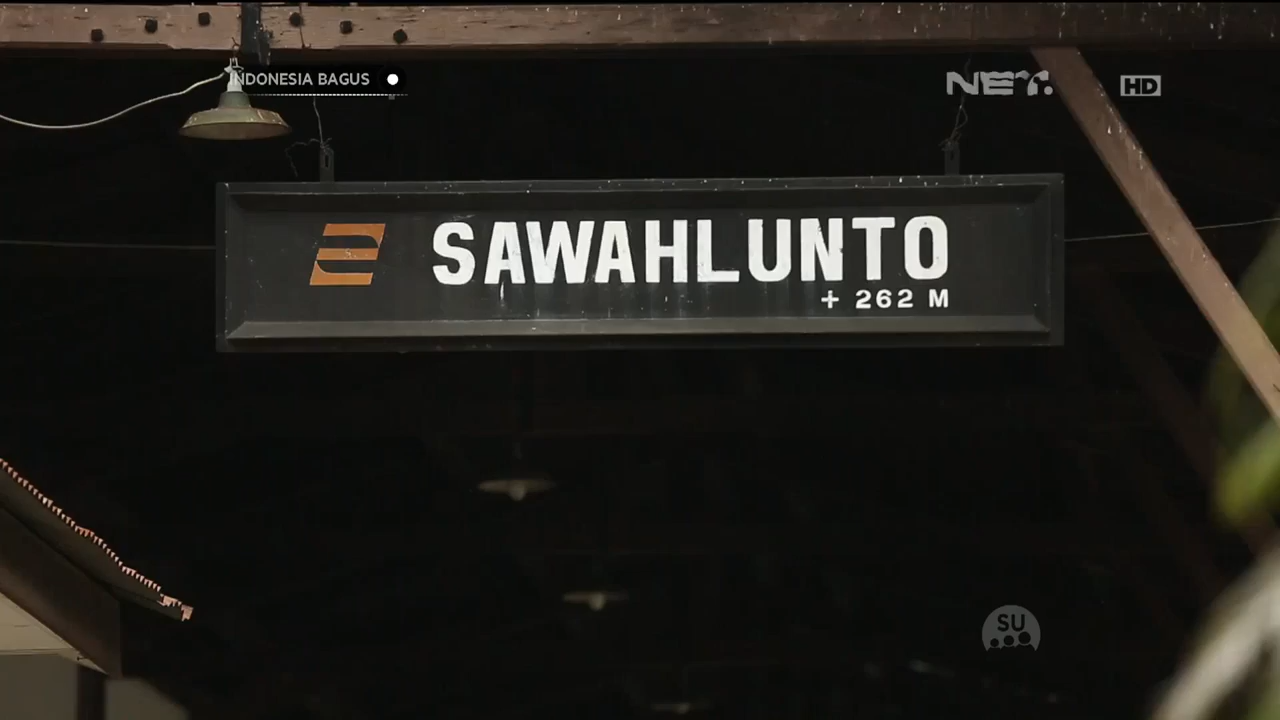 INDONESIA BAGUS
NET.
HD
SAWAHLUNTO
+ 262 M
SU